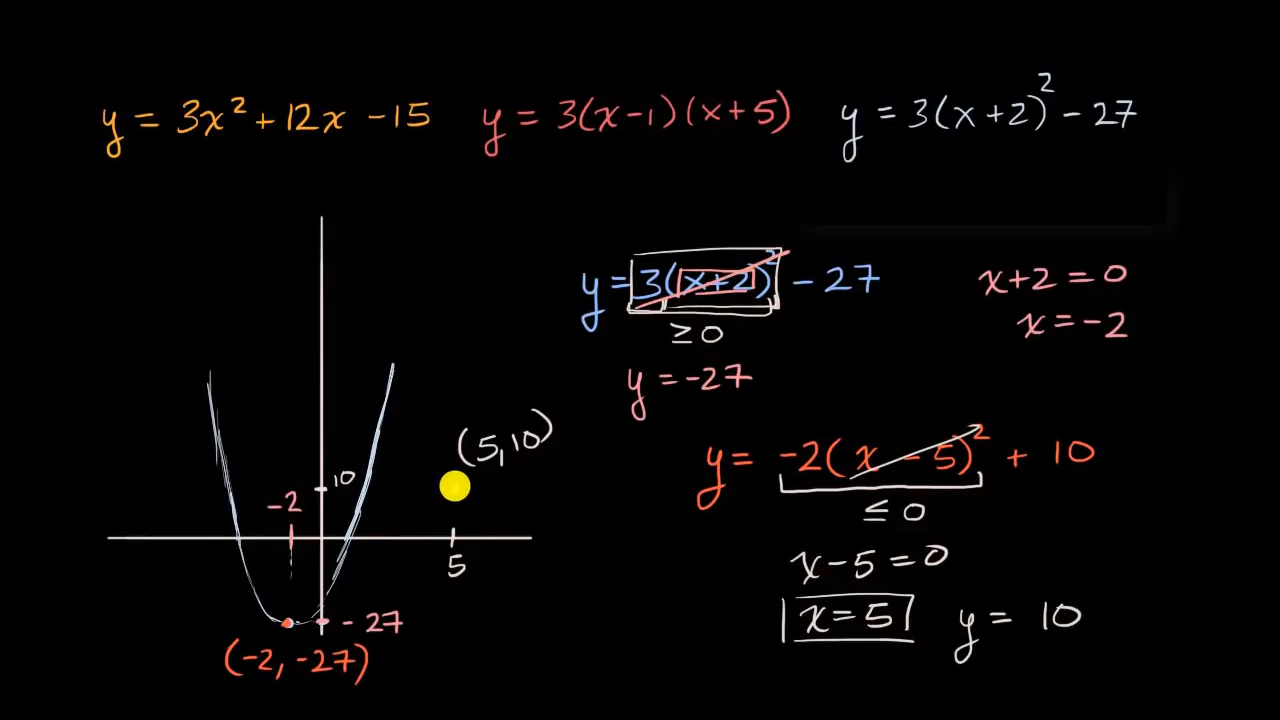 y = 3x² + 12x - 15
y = 3(x-1)(x+5)
y = 3(x+2)² - 27
y = 3(x+2)² - 27
≥ 0
y = -27
x+2 = 0
x = -2
(5,10)
10
-2
5
- 27
(-2, -27)
y = -2(x - 5)² + 10
≤ 0
x-5 = 0
x = 5
y = 10